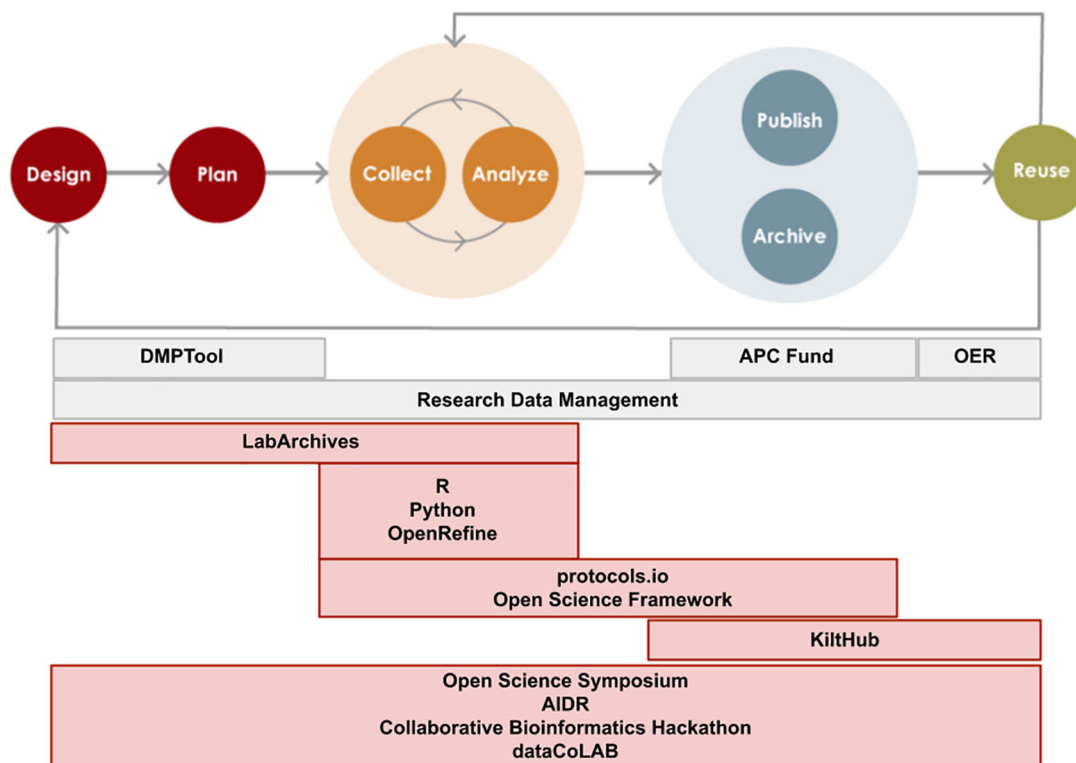 Design
Plan
Collect
Analyze
Publish
Archive
Reuse
DMPTool
APC Fund
OER
Research Data Management
LabArchives
R
Python
OpenRefine
protocols.io
Open Science Framework
KiltHub
Open Science Symposium
AIDR
Collaborative Bioinformatics Hackathon
dataCoLAB